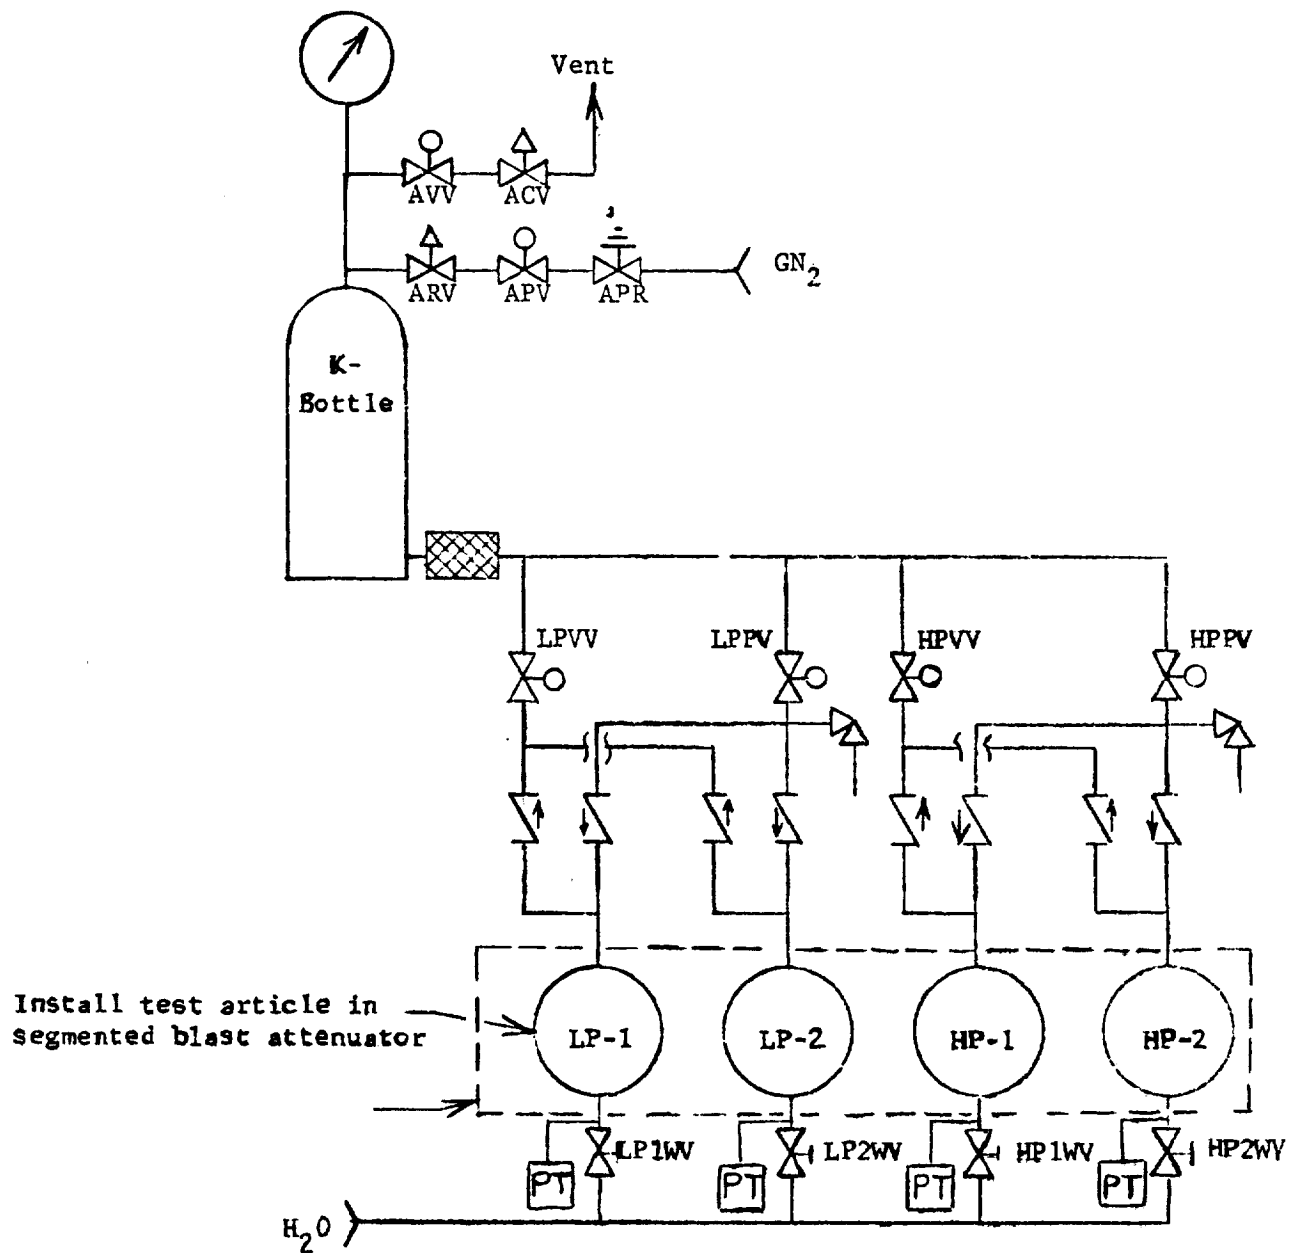 Vent
AVV ACV
ARV APV APR GN2
K-
Bottle
LPVV LPPV HPVV HPPV
Install test article in
segmented blast attenuator
LP-1 LP-2 HP-1 HP-2
LP1WV LP2WV HP1WV HP2WV
PT PT PT PT
H2O